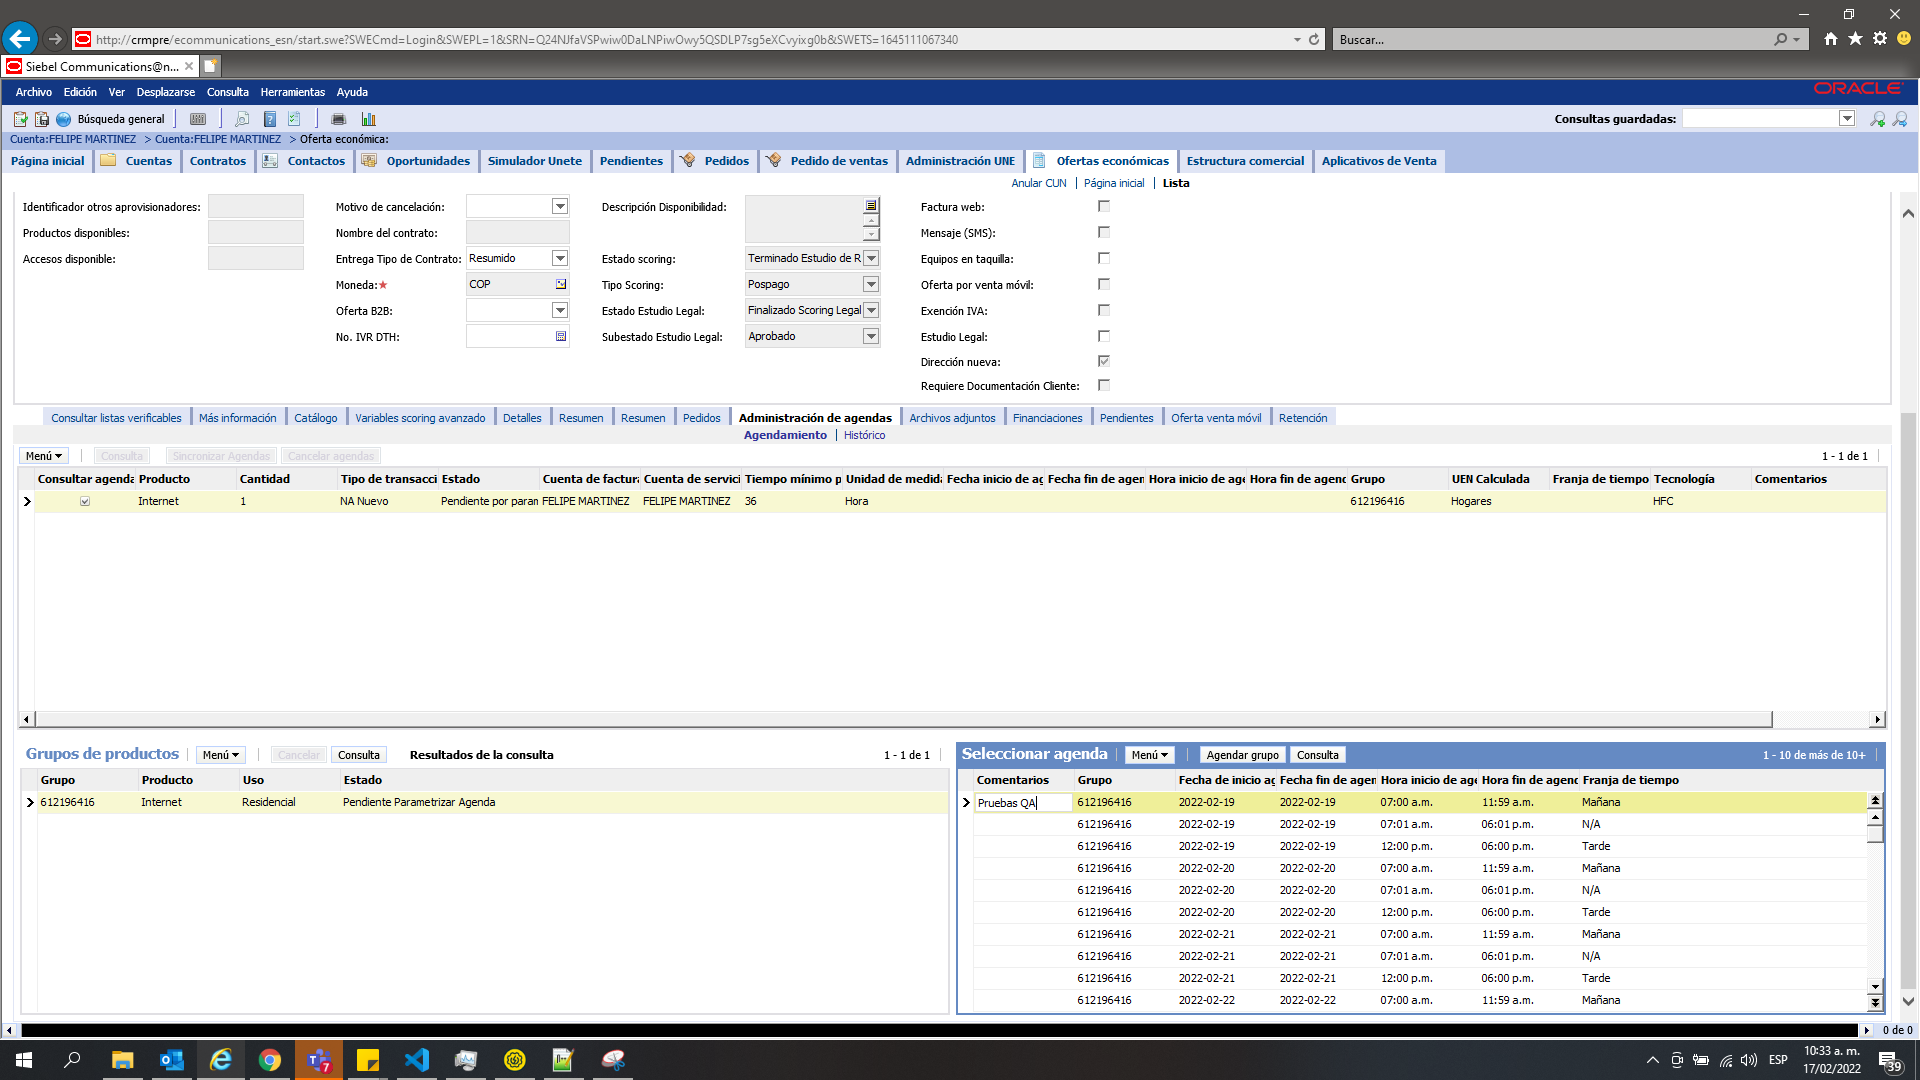 http://crmpre/ecommunications_esn/start.swe?SWECmd=Login&SWEPL=1&SRN=Q24NJfaVSPwiw0DaLNPiwOwy5QSDLP7sg5eXCvyixg0b&SWETS=1645111067340
Buscar...
Siebel Communications@n...
Archivo Edición Ver Desplazarse Consulta Herramientas Ayuda
ORACLE
Búsqueda general
Consultas guardadas:
Cuenta:FELIPE MARTINEZ > Cuenta:FELIPE MARTINEZ > Oferta económica:
Página inicial Cuentas Contratos Contactos Oportunidades Simulador Unete Pendientes Pedidos Pedido de ventas Administración UNE Ofertas económicas Estructura comercial Aplicativos de Venta
Anular CUN Página inicial Lista
Identificador otros aprovisionadores: Motivo de cancelación: Descripción Disponibilidad: Factura web:
Productos disponibles: Nombre del contrato: Mensaje (SMS):
Accesos disponible: Entrega Tipo de Contrato: Resumido Estado scoring: Terminado Estudio de R Equipos en taquilla:
Moneda:★ COP Tipo Scoring: Pospago Oferta por venta móvil:
Oferta B2B: Estado Estudio Legal: Finalizado Scoring Legal Exención IVA:
No. IVR DTH: Subestado Estudio Legal: Aprobado Estudio Legal:
Dirección nueva:
Requiere Documentación Cliente:
Consultar listas verificables Más información Catálogo Variables scoring avanzado Detalles Resumen Resumen Pedidos Administración de agendas Archivos adjuntos Financiaciones Pendientes Oferta venta móvil Retención
Agendamiento Histórico
Menú Consulta Sincronizar Agendas Cancelar agendas 1 - 1 de 1
Consultar agenda Producto Cantidad Tipo de transacci Estado Cuenta de factura Cuenta de servici Tiempo mínimo p Unidad de medida Fecha inicio de ag Fecha fin de agen Hora inicio de age Hora fin de agend Grupo UEN Calculada Franja de tiempo Tecnología Comentarios
Internet 1 NA Nuevo Pendiente por param FELIPE MARTINEZ FELIPE MARTINEZ 36 Hora 612196416 Hogares HFC
Grupos de productos Menú Cancelar Consulta Resultados de la consulta 1 - 1 de 1
Grupo Producto Uso Estado
612196416 Internet Residencial Pendiente Parametrizar Agenda
Seleccionar agenda Menú Agendar grupo Consulta 1 - 10 de más de 10+
Comentarios Grupo Fecha de inicio ag Fecha fin de agen Hora inicio de age Hora fin de agend Franja de tiempo
Pruebas QA 612196416 2022-02-19 2022-02-19 07:00 a.m. 11:59 a.m. Mañana
612196416 2022-02-19 2022-02-19 07:01 a.m. 06:01 p.m. N/A
612196416 2022-02-19 2022-02-19 12:00 p.m. 06:00 p.m. Tarde
612196416 2022-02-20 2022-02-20 07:00 a.m. 11:59 a.m. Mañana
612196416 2022-02-20 2022-02-20 07:01 a.m. 06:01 p.m. N/A
612196416 2022-02-20 2022-02-20 12:00 p.m. 06:00 p.m. Tarde
612196416 2022-02-21 2022-02-21 07:00 a.m. 11:59 a.m. Mañana
612196416 2022-02-21 2022-02-21 07:01 a.m. 06:01 p.m. N/A
612196416 2022-02-21 2022-02-21 12:00 p.m. 06:00 p.m. Tarde
612196416 2022-02-22 2022-02-22 07:00 a.m. 11:59 a.m. Mañana
0 de 0
7
ESP
10:33 a. m.
17/02/2022
39